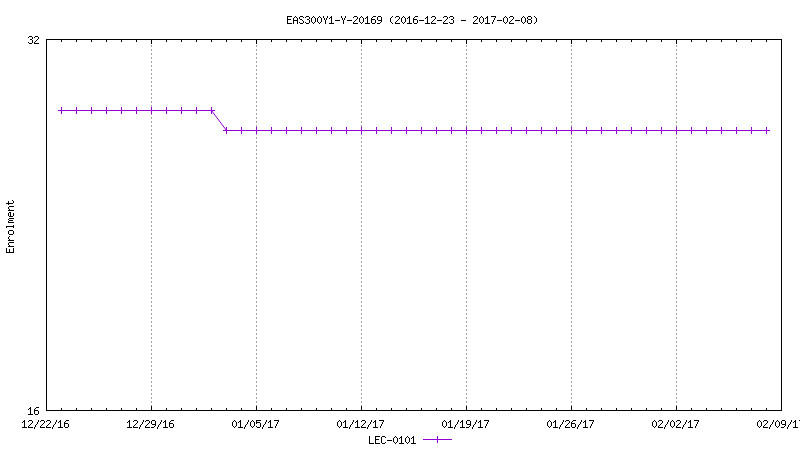 EAS300Y1-Y-20169 (2016-12-23 - 2017-02-08)
32
Enrolment
16
12/22/16 12/29/16 01/05/17 01/12/17 01/19/17 01/26/17 02/02/17 02/09/1
LEC-0101